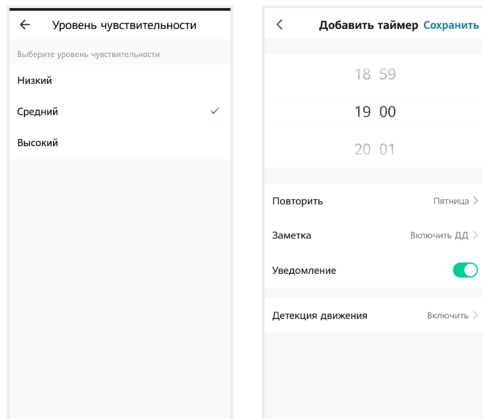 Уровень чувствительности
Выберите уровень чувствительности
Низкий
Средний
Высокий
Добавить таймер Сохранить
18 59
19 00
20 01
Повторить Пятница
Заметка Включить ДД
Уведомление
Детекция движения Включить